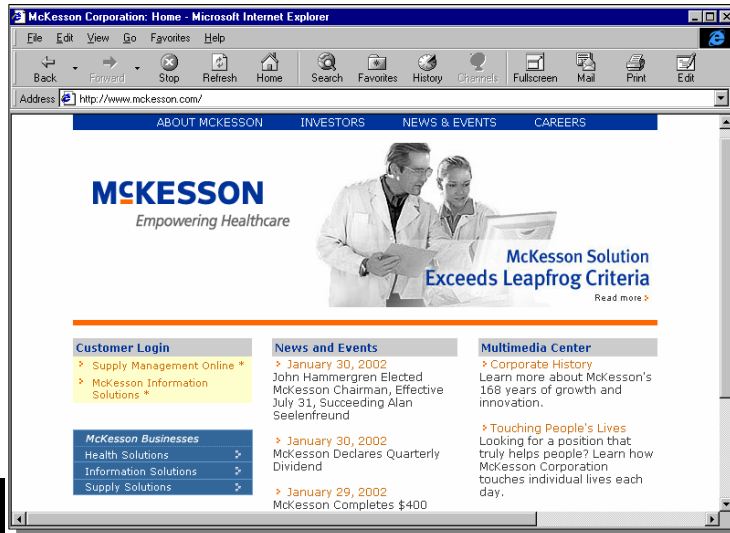 McKesson Corporation: Home - Microsoft Internet Explorer
File Edit View Go Favorites Help
Back Forward Stop Refresh Home Search Favorites History Channels Fullscreen Mail Print Edit
Address http://www.mckesson.com/
ABOUT MCKESSON INVESTORS NEWS & EVENTS CAREERS
MCKESSON
Empowering Healthcare
McKesson Solution
Exceeds Leapfrog Criteria
Read more >
Customer Login
> Supply Management Online *
> McKesson Information
Solutions *
McKesson Businesses
Health Solutions
Information Solutions
Supply Solutions
News and Events
> January 30, 2002
John Hammergren Elected
McKesson Chairman, Effective
July 31, Succeeding Alan
Seelenfreund
> January 30, 2002
McKesson Declares Quarterly
Dividend
> January 29, 2002
McKesson Completes $400
Multimedia Center
> Corporate History
Learn more about McKesson's
168 years of growth and
innovation.
> Touching People's Lives
Looking for a position that
truly helps people? Learn how
McKesson Corporation
touches individual lives each
day.